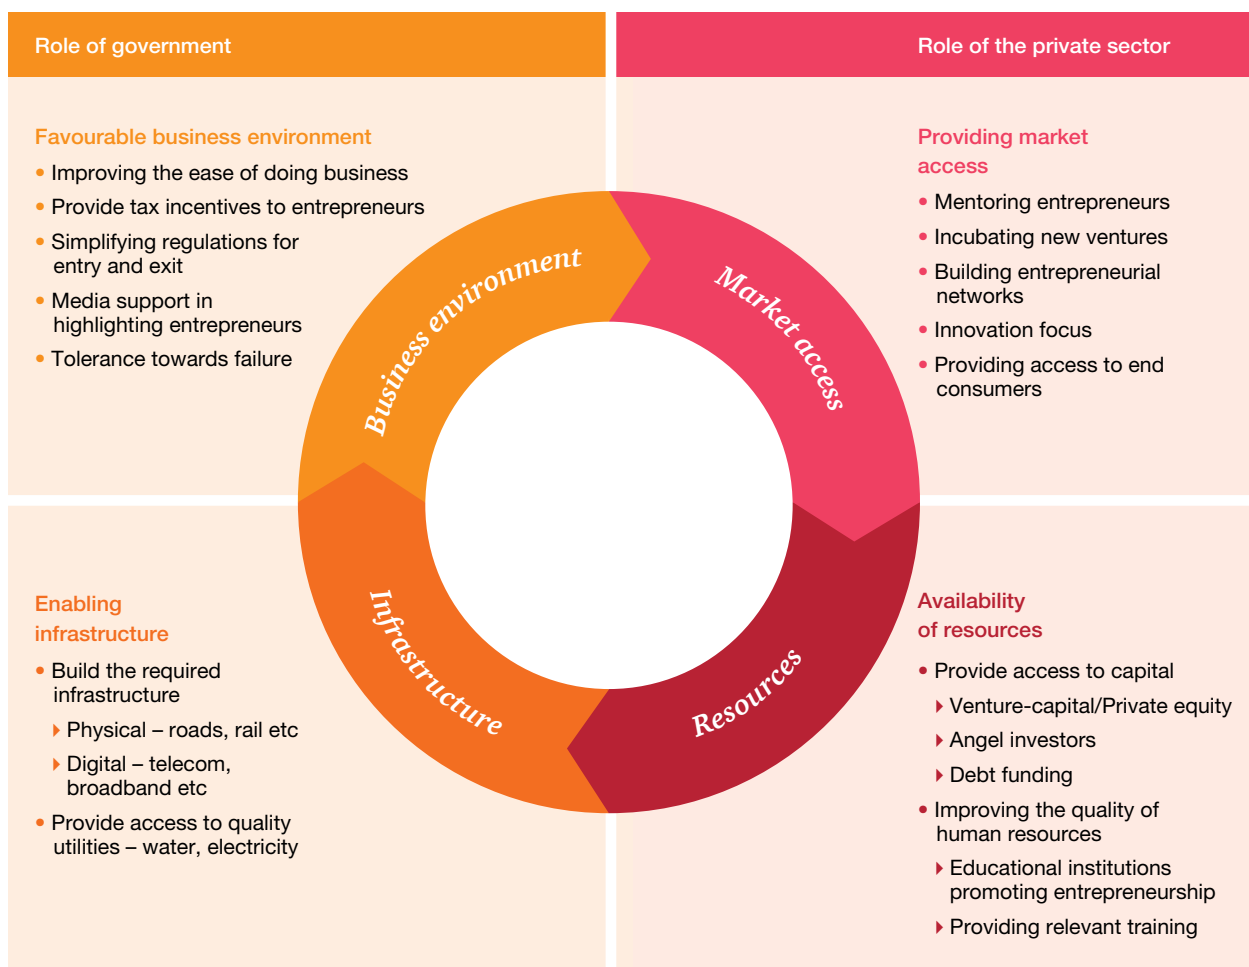 Role of government
Role of the private sector
Favourable business environment
• Improving the ease of doing business
• Provide tax incentives to entrepreneurs
• Simplifying regulations for
entry and exit
• Media support in
highlighting entrepreneurs
• Tolerance towards failure
Providing market
access
• Mentoring entrepreneurs
• Incubating new ventures
• Building entrepreneurial
networks
• Innovation focus
• Providing access to end
consumers
Business environment
Market access
Infrastructure
Resources
Enabling
infrastructure
• Build the required
infrastructure
Physical – roads, rail etc
Digital – telecom,
broadband etc
• Provide access to quality
utilities – water, electricity
Availability
of resources
• Provide access to capital
Venture-capital/Private equity
Angel investors
Debt funding
• Improving the quality of
human resources
Educational institutions
promoting entrepreneurship
Providing relevant training